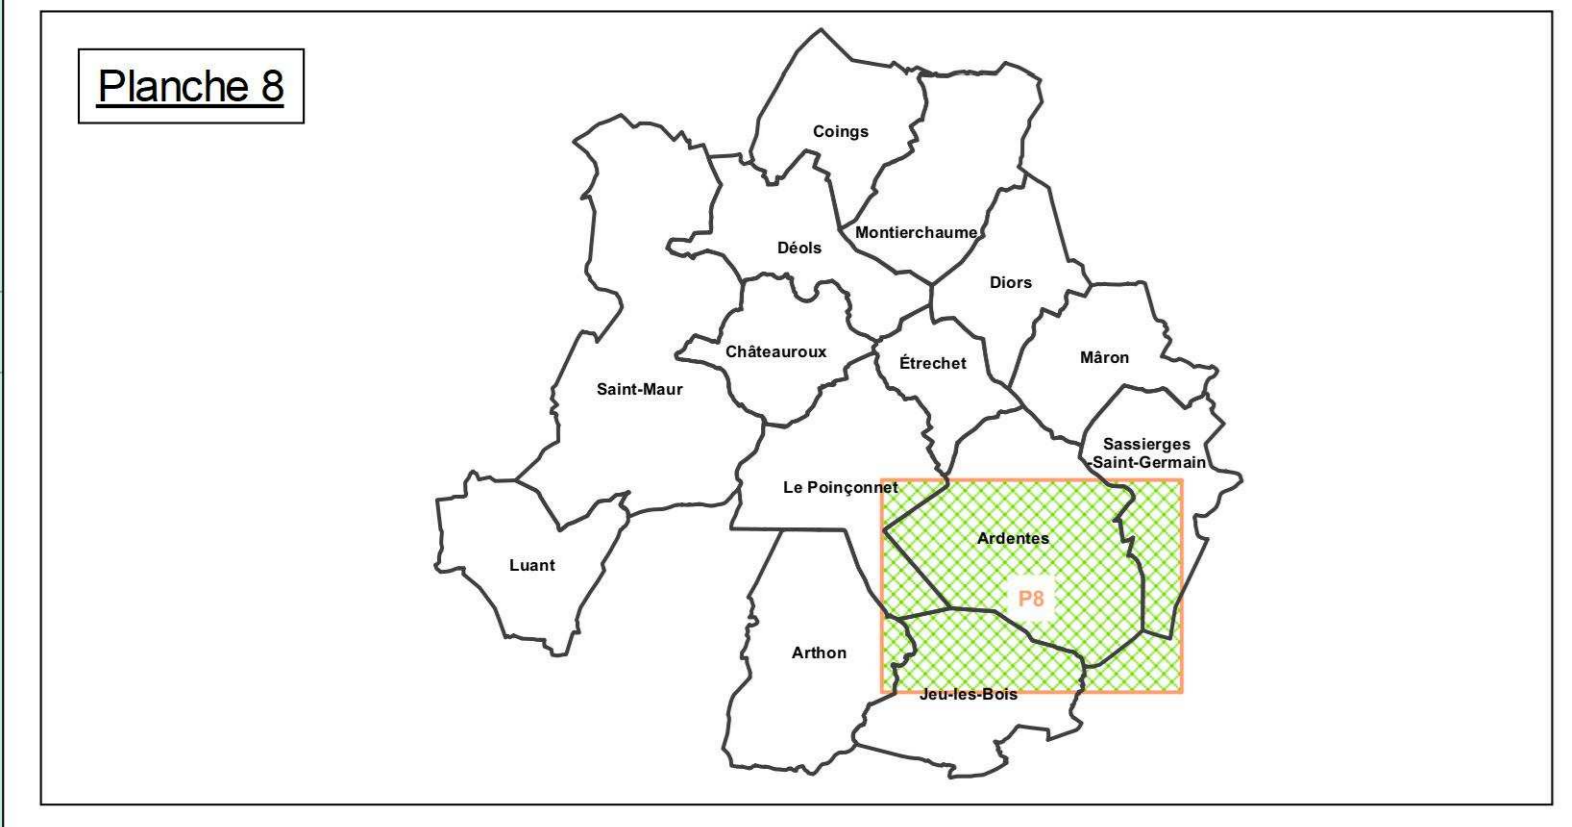 Planche 8
Coings
Montierchaume
Déols
Diors
Châteauroux
Étrechet
Mâron
Saint-Maur
Sassierges
-Saint-Germain
Le Poinçonnet
Ardentes
Luant
P8
Arthon
Jeu-les-Bois